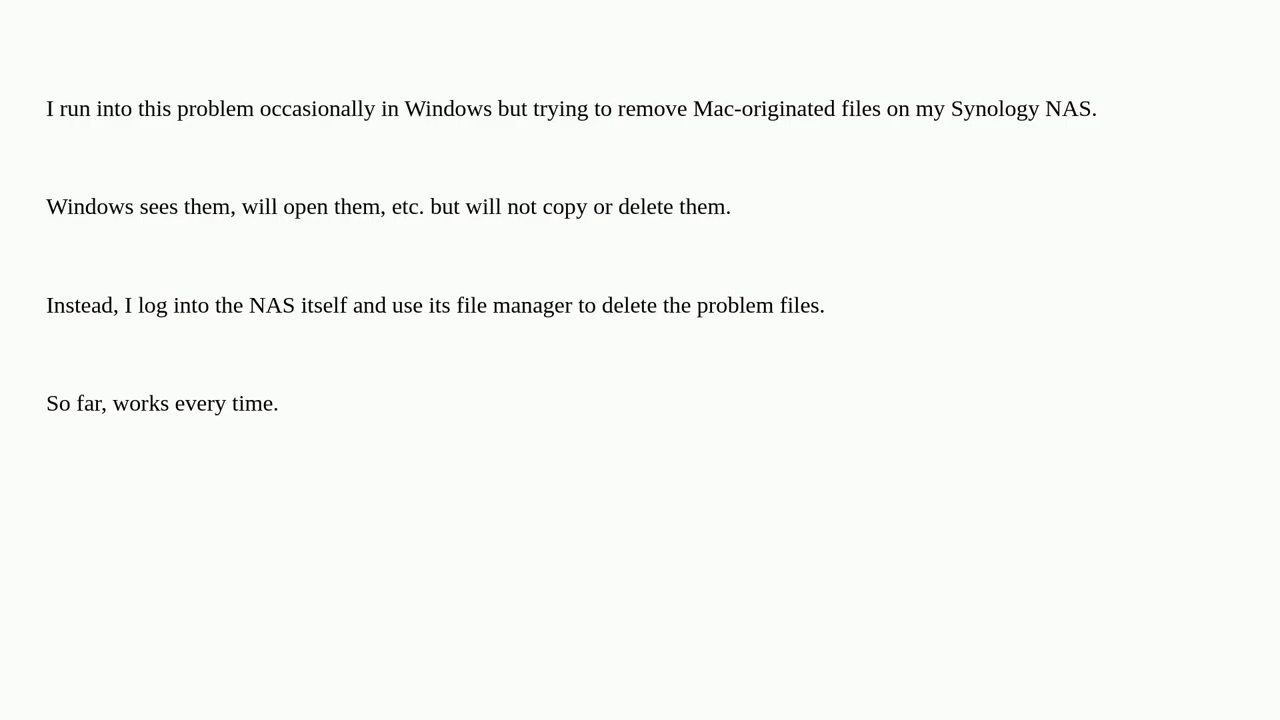 I run into this problem occasionally in Windows but trying to remove Mac-originated files on my Synology NAS.
Windows sees them, will open them, etc. but will not copy or delete them.
Instead, I log into the NAS itself and use its file manager to delete the problem files.
So far, works every time.